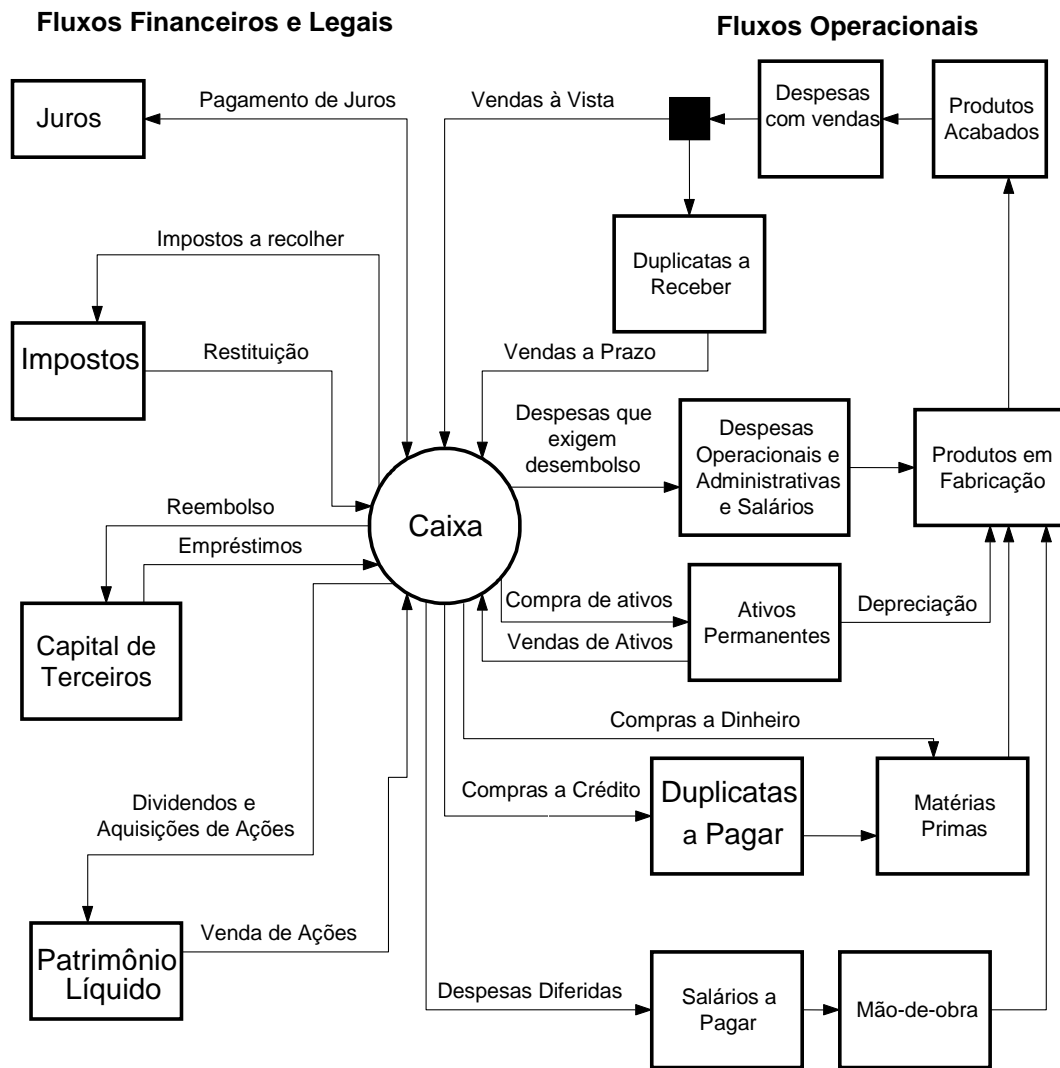 Fluxos Financeiros e Legais
Fluxos Operacionais
Juros
Pagamento de Juros
Vendas à Vista
Despesas
com vendas
Produtos
Acabados
Impostos a recolher
Duplicatas a
Receber
Impostos
Restituição
Vendas a Prazo
Despesas que
exigem
desembolso
Despesas
Operacionais e
Administrativas
e Salários
Produtos em
Fabricação
Reembolso
Empréstimos
Caixa
Capital de
Terceiros
Compra de ativos
Vendas de Ativos
Ativos
Permanentes
Depreciação
Compras a Dinheiro
Compras a Crédito
Duplicatas
a Pagar
Matérias
Primas
Dividendos e
Aquisições de Ações
Patrimônio
Líquido
Venda de Ações
Despesas Diferidas
Salários a
Pagar
Mão-de-obra